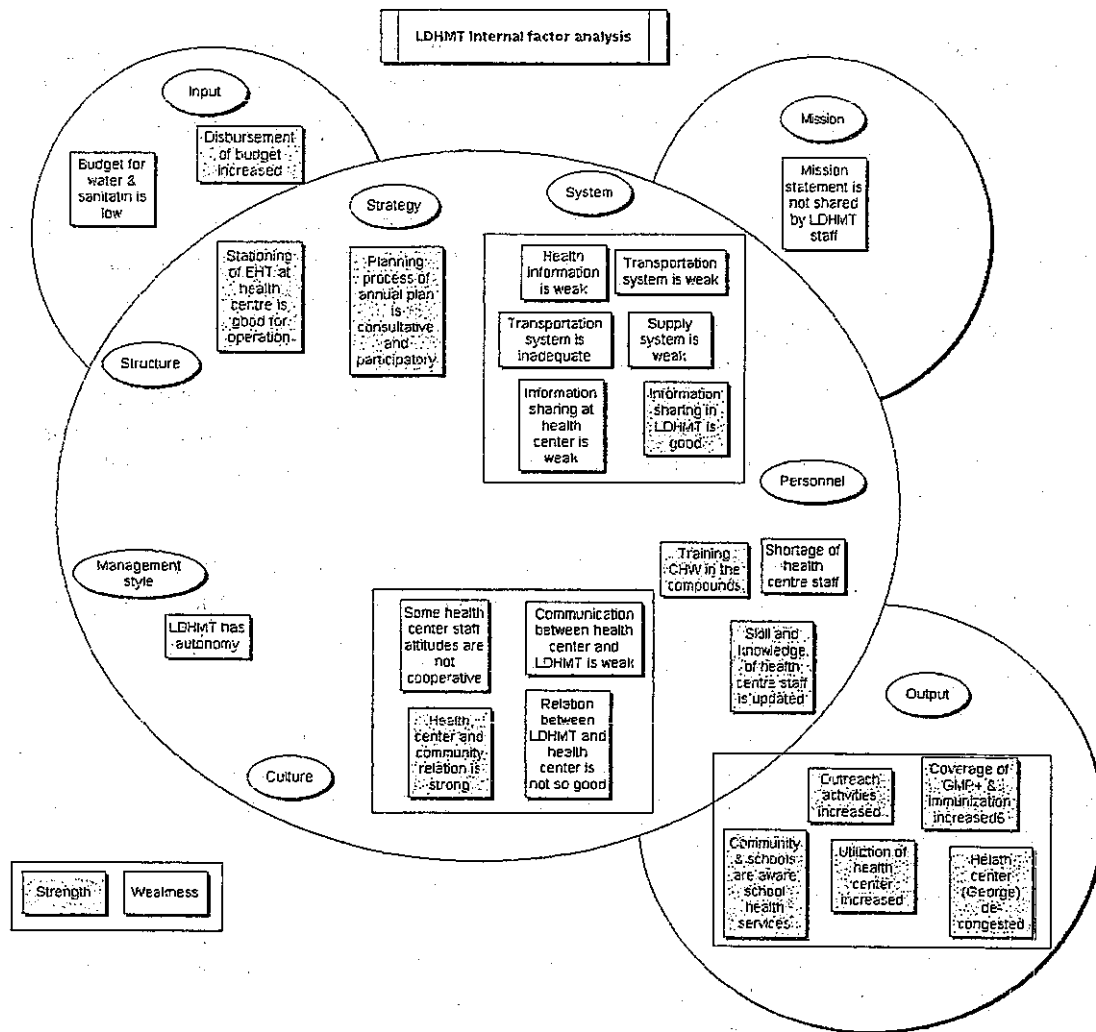 LDHMT Internal factor analysis
Input
Disbursement
of budget
increased
Budget for
water &
sanitatin is
low
Mission
Mission
statement is
not shared
by LDHMT
staff
Strategy
System
Stationing
of EHT at
health
centre is
good for
operation
Planning
process of
annual plan
is
consultative
and
participatory
Health
information
is weak
Transportation
system is weak
Transportation
system is
inadequate
Supply
system is
weak
Information
sharing at
health
center is
weak
Information
sharing in
LDHMT is
good
Structure
Personnel
Training
CHW in the
compounds
Shortage of
health
centre staff
Skill and
knowledge
of health
centre staff
is updated
Management
style
LDHMT has
autonomy
Some health
center staff
attitudes are
not
cooperative
Communication
between health
center and
LDHMT is weak
Health
center and
community
relation is
strong
Relation
between
LDHMT and
health
center is
not so good
Culture
Output
Outreach
activities
increased
Coverage of
GMP+ &
Immunization
increased6
Community
& schools
are aware
school
health
services
Utiliction of
health
center
increased
Helath
center
(George)
de-
congested
Strength
Wealmess